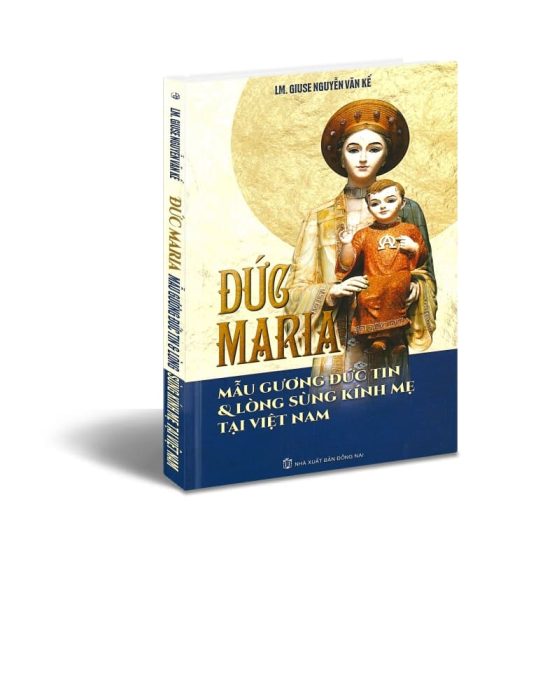 LM. GIUSE NGUYỄN VĂN KẾ
ĐỨC
MARIA
MẪU GƯƠNG ĐỨC TIN
& LÒNG SÙNG KÍNH MẸ
TẠI VIỆT NAM
NHÀ XUẤT BẢN ĐỒNG NAI
LM. GIUSE NGUYỄN VĂN KẾ
ĐỨC MARIA
MẪU GƯƠNG ĐỨC TIN & LÒNG SÙNG KÍNH MẸ TẠI VIỆT NAM